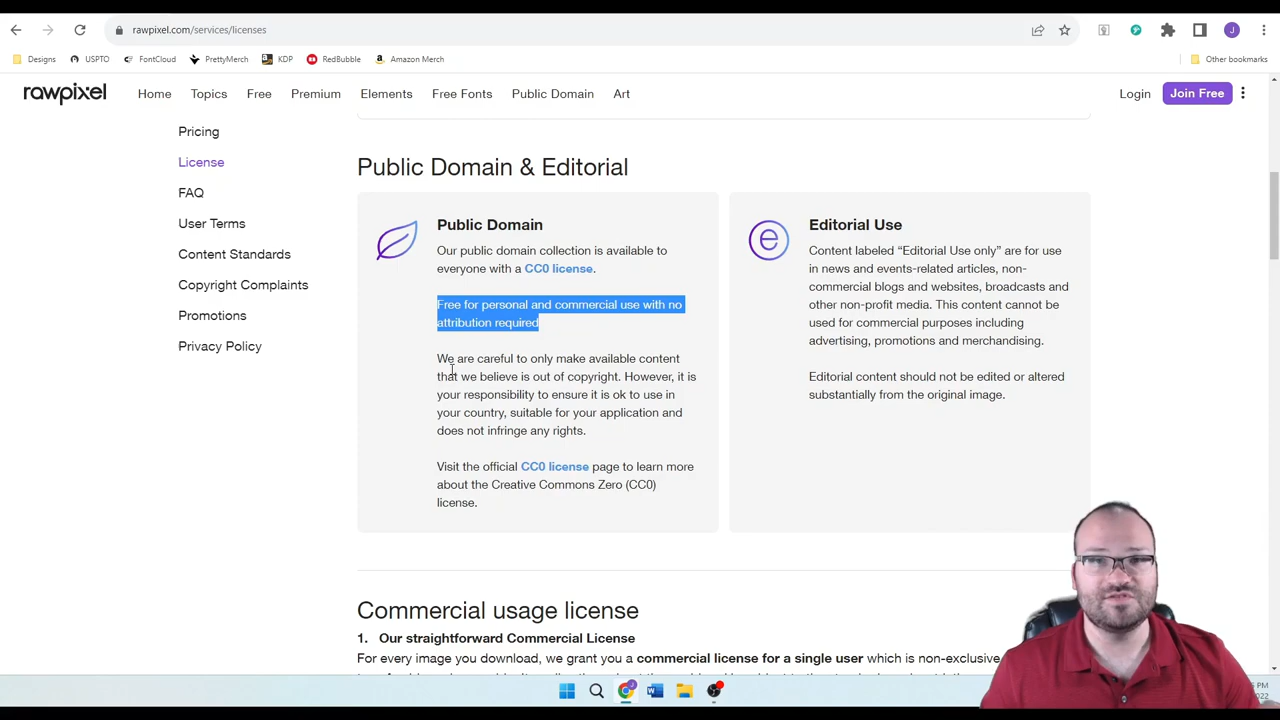 rawpixel.com/services/licenses
Designs USPTO FontCloud PrettyMerch KDP RedBubble Amazon Merch Other bookmarks
rawpixel Home Topics Free Premium Elements Free Fonts Public Domain Art Login Join Free
Pricing
License
FAQ
User Terms
Content Standards
Copyright Complaints
Promotions
Privacy Policy
Public Domain & Editorial
Public Domain
Our public domain collection is available to
everyone with a CC0 license.
Free for personal and commercial use with no
attribution required
We are careful to only make available content
that we believe is out of copyright. However, it is
your responsibility to ensure it is ok to use in
your country, suitable for your application and
does not infringe any rights.
Visit the official CC0 license page to learn more
about the Creative Commons Zero (CC0)
license.
Editorial Use
Content labeled “Editorial Use only” are for use
in news and events-related articles, non-
commercial blogs and websites, broadcasts and
other non-profit media. This content cannot be
used for commercial purposes including
advertising, promotions and merchandising.
Editorial content should not be edited or altered
substantially from the original image.
Commercial usage license
1. Our straightforward Commercial License
For every image you download, we grant you a commercial license for a single user which is non-exclusive
PM
2022